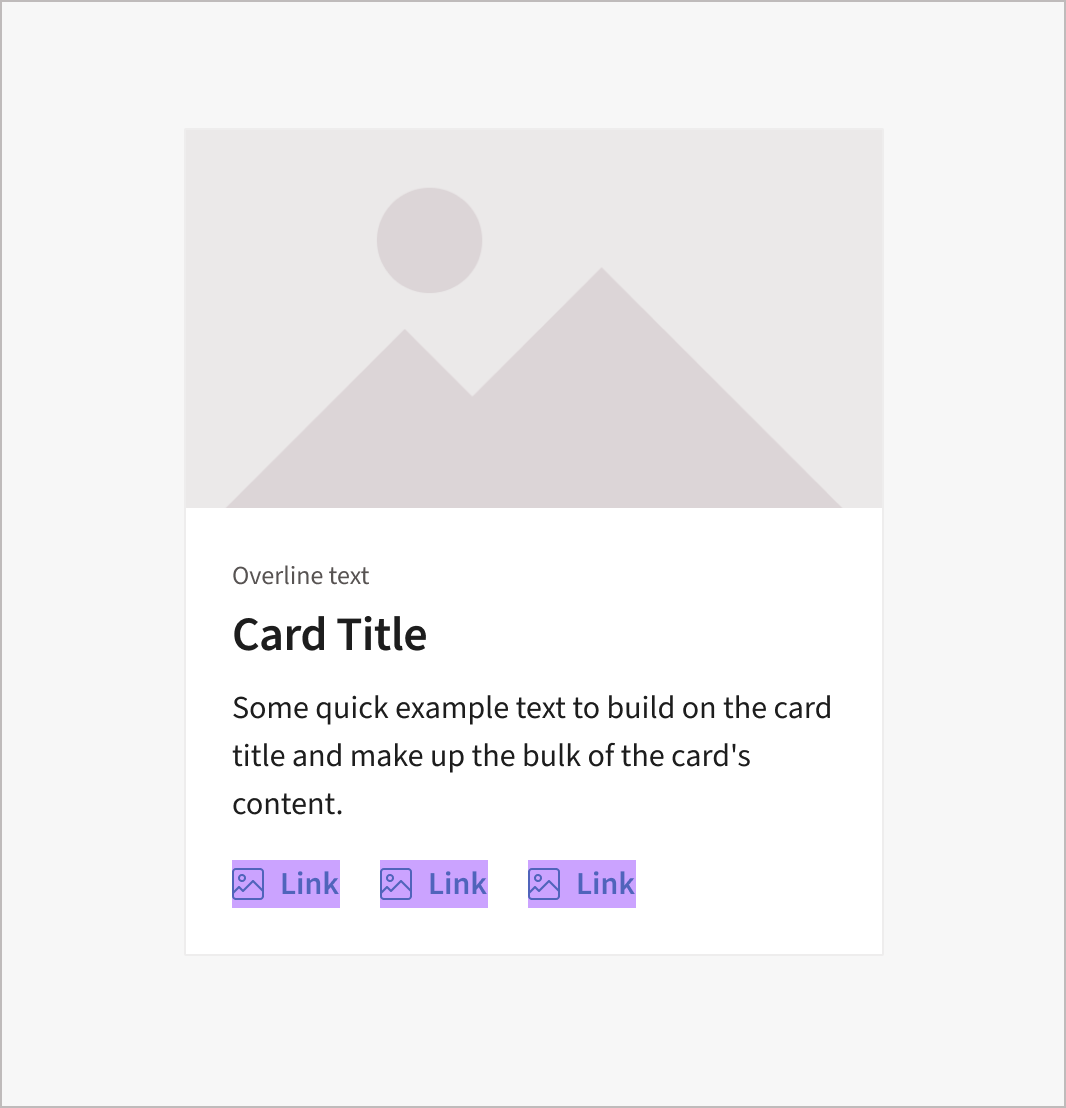 Overline text
Card Title
Some quick example text to build on the card
title and make up the bulk of the card's
content.
Link Link Link